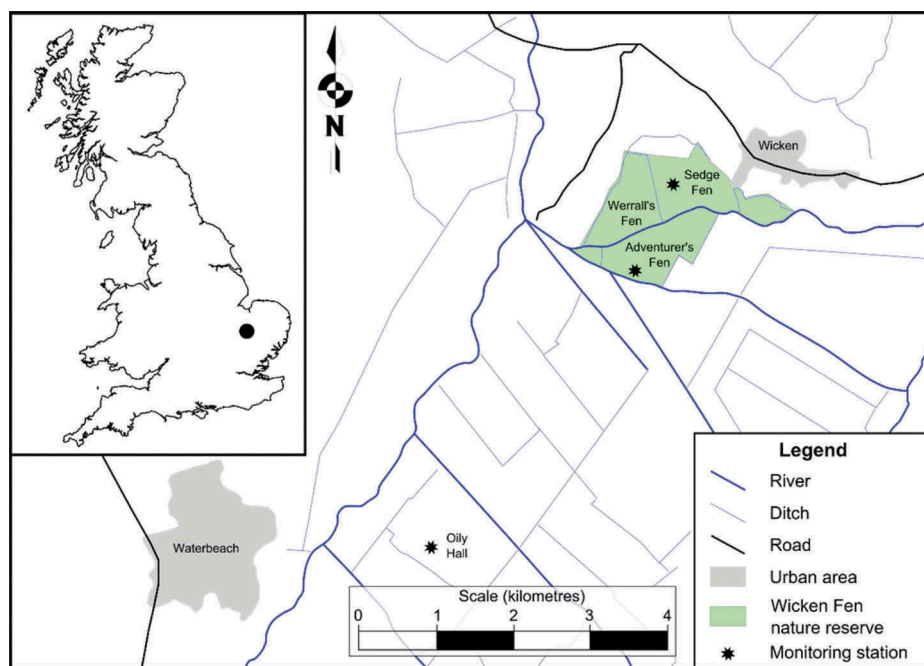 N
Wicken
Sedge
Fen
Werrall's
Fen
Adventurer's
Fen
Waterbeach
Oily
Hall
Scale (kilometres)
0 1 2 3 4
Legend
River
Ditch
Road
Urban area
Wicken Fen
nature reserve
Monitoring station